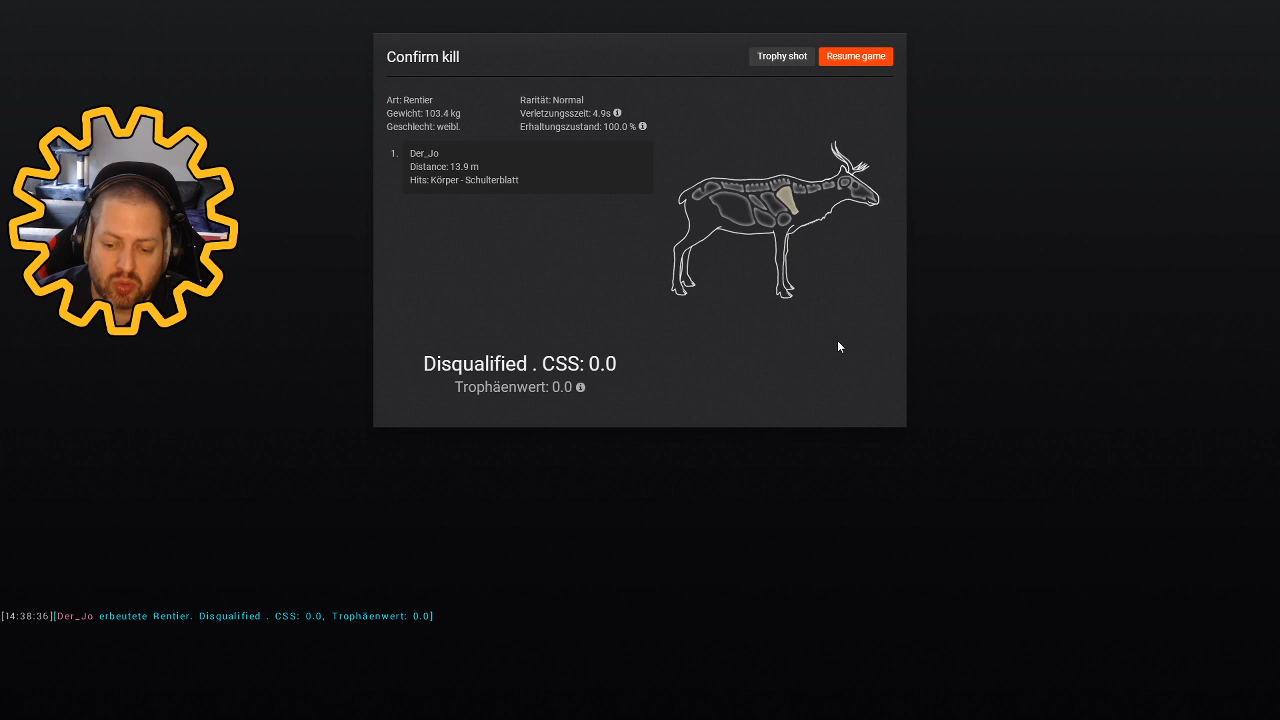 Confirm kill
Trophy shot
Resume game
Art: Rentier
Rarität: Normal
Gewicht: 103.4 kg
Verletzungsszeit: 4.9s
Geschlecht: weibl.
Erhaltungszustand: 100.0 %
1. Der_Jo
Distance: 13.9 m
Hits: Körper - Schulterblatt
Disqualified . CSS: 0.0
Trophäenwert: 0.0
[14:38:36][Der_Jo erbeutete Rentier. Disqualified . CSS: 0.0, Trophäenwert: 0.0]